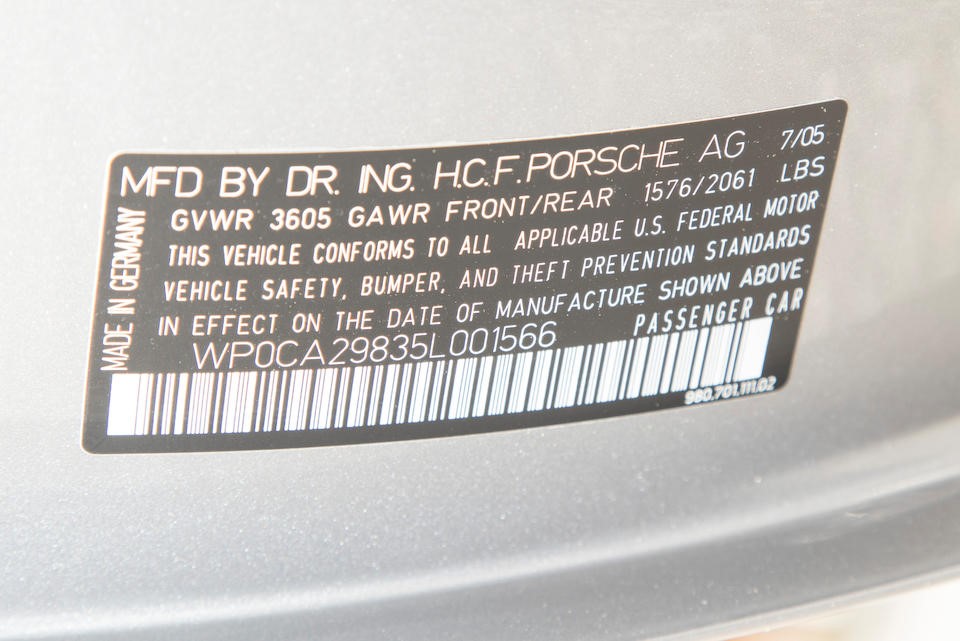 MFD BY DR. ING. H.C.F. PORSCHE AG 7/05
GVWR 3605 GAWR FRONT/REAR 1576/2061 LBS
THIS VEHICLE CONFORMS TO ALL APPLICABLE U.S. FEDERAL MOTOR
VEHICLE SAFETY, BUMPER, AND THEFT PREVENTION STANDARDS
IN EFFECT ON THE DATE OF MANUFACTURE SHOWN ABOVE
WP0CA29835L001566 PASSENGER CAR
980.701.111.02
MADE IN GERMANY